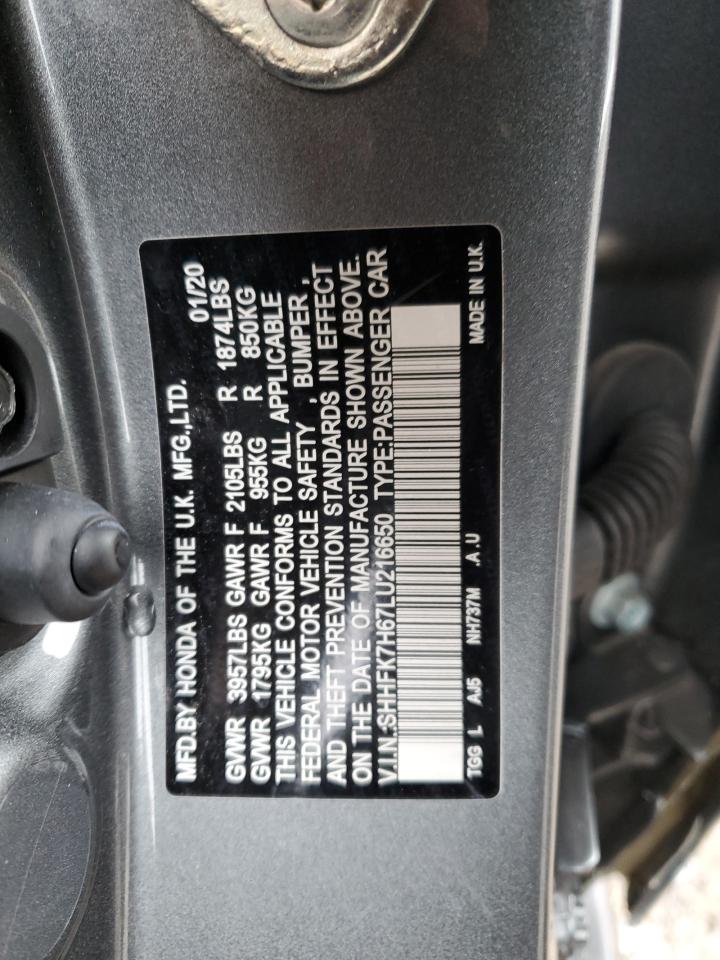 MFD.BY HONDA OF THE U.K. MFG.,LTD. 01/20
GVWR 3957LBS GAWR F 2105LBS R 1874LBS
GVWR 1795KG GAWR F 955KG R 850KG
THIS VEHICLE CONFORMS TO ALL APPLICABLE
FEDERAL MOTOR VEHICLE SAFETY , BUMPER ,
AND THEFT PREVENTION STANDARDS IN EFFECT
ON THE DATE OF MANUFACTURE SHOWN ABOVE.
V.I.N.:SHHFK7H67LU216650 TYPE:PASSENGER CAR
TGG L AJ5 NH737M .A .U MADE IN U.K.